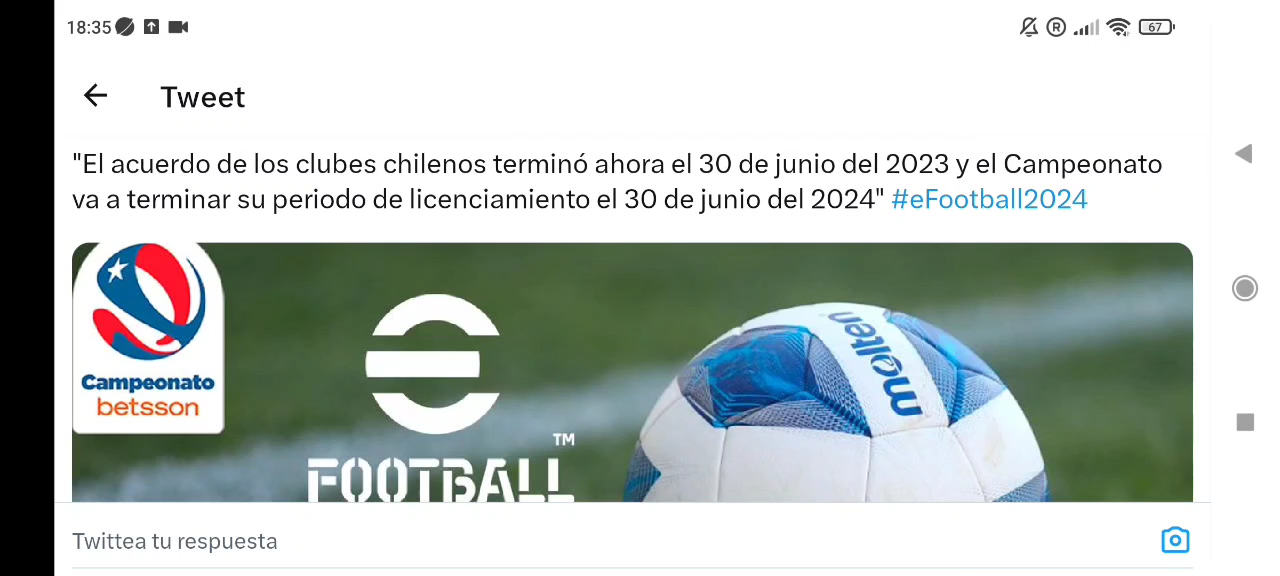 18:35
R
67
Tweet
"El acuerdo de los clubes chilenos terminó ahora el 30 de junio del 2023 y el Campeonato
va a terminar su periodo de licenciamiento el 30 de junio del 2024" #eFootball2024
Campeonato
betsson
molten
TM
FOOTBALL
Twittea tu respuesta